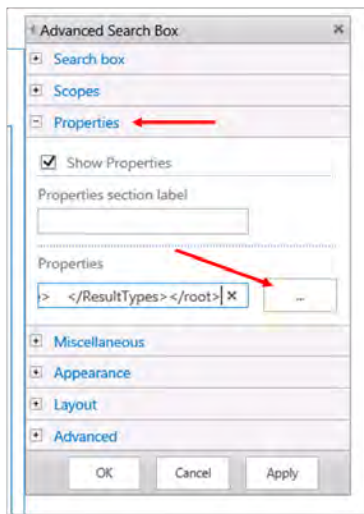 Advanced Search Box
Search box
Scopes
Properties
Show Properties
Properties section label
Properties
> </ResultTypes></root>
...
Miscellaneous
Appearance
Layout
Advanced
OK Cancel Apply